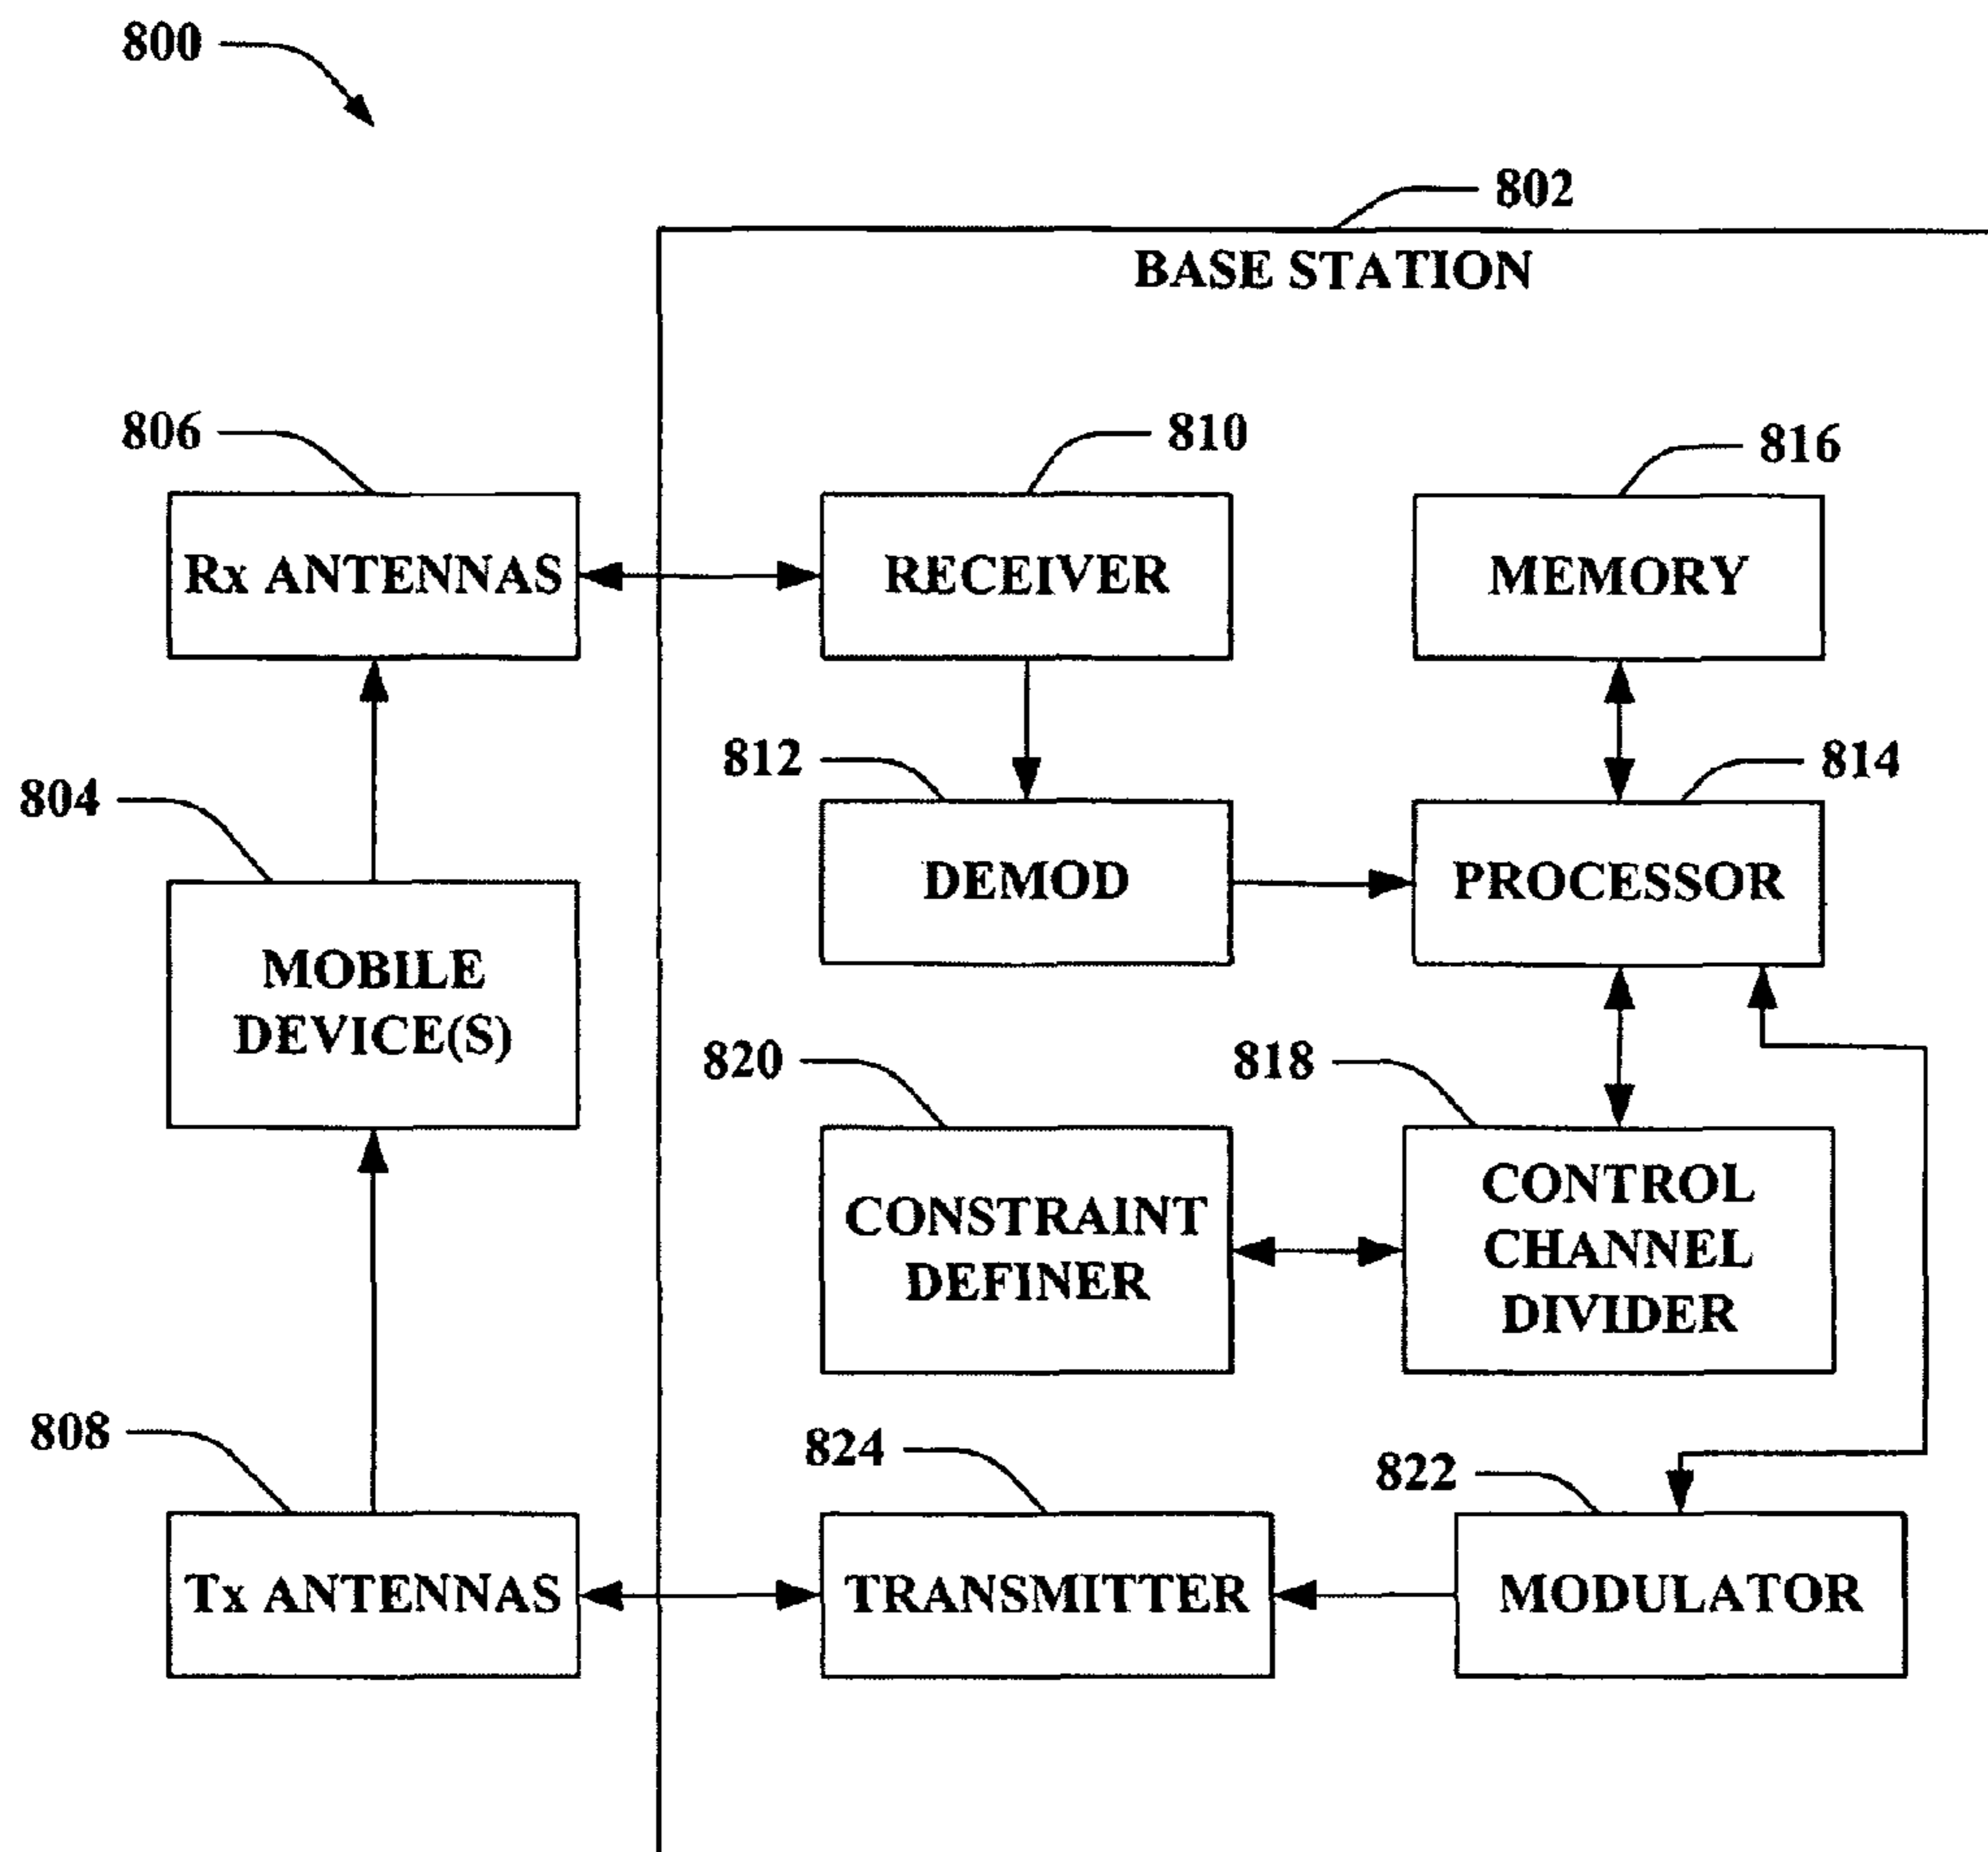 800
802
BASE STATION
806
810
816
Rx ANTENNAS
RECEIVER
MEMORY
812
814
804
DEMOD
PROCESSOR
MOBILE
DEVICE(S)
820
818
CONSTRAINT
DEFINER
CONTROL
CHANNEL
DIVIDER
808
824
822
Tx ANTENNAS
TRANSMITTER
MODULATOR